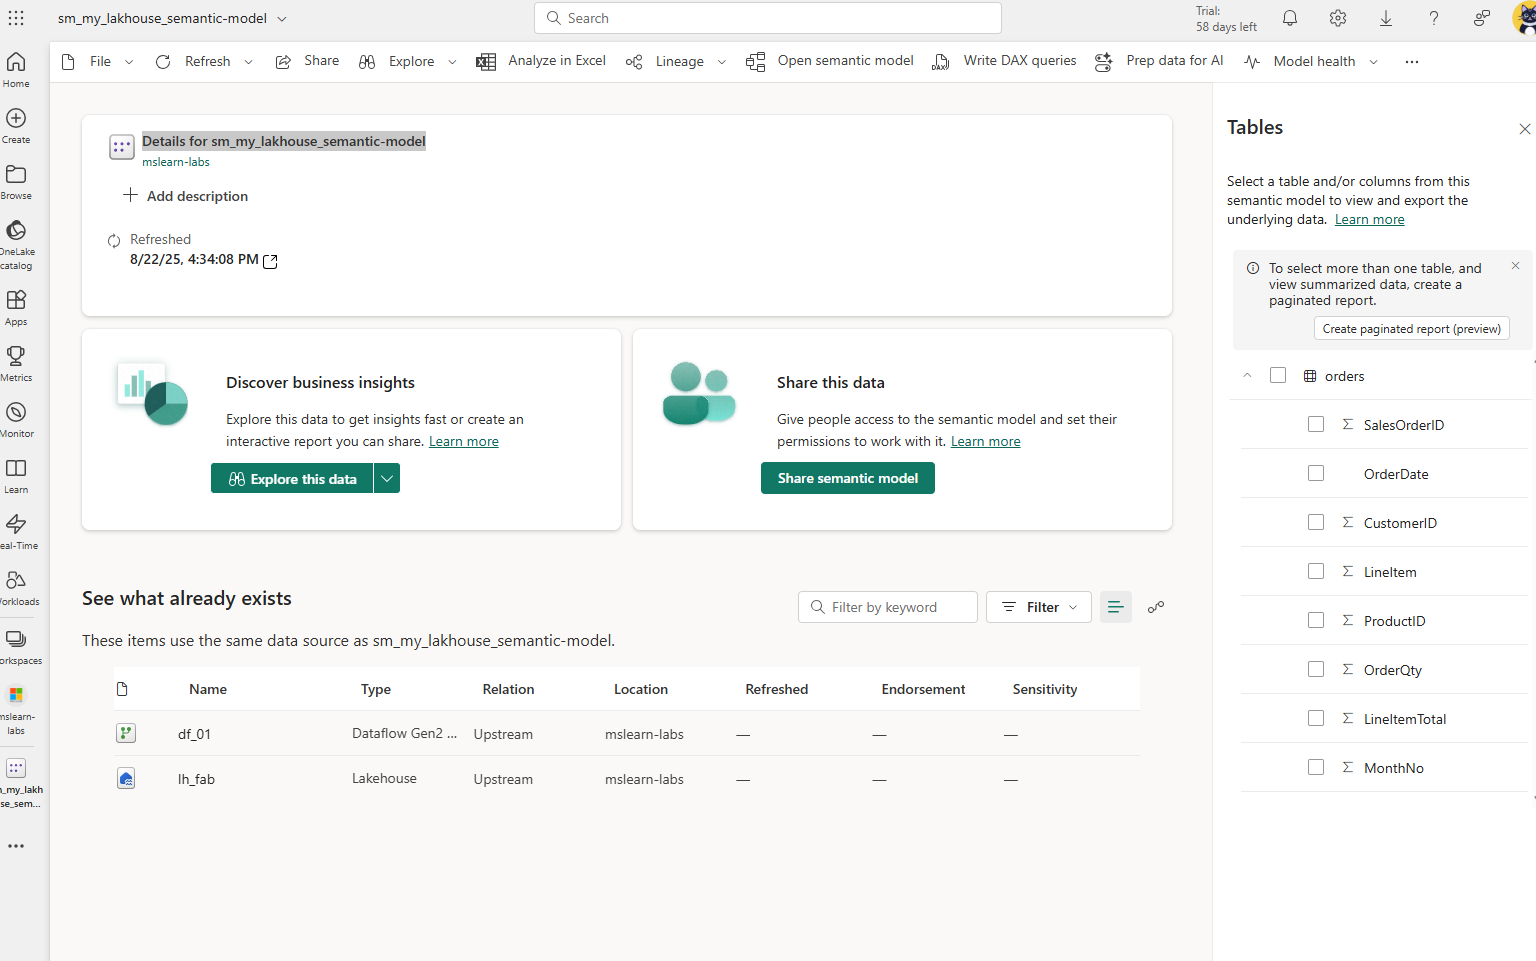 sm_my_lakhouse_semantic-model
Search
Trial:
58 days left
File
Refresh
Share
Explore
Analyze in Excel
Lineage
Open semantic model
DAX
Write DAX queries
Prep data for AI
Model health
Home
Create
Browse
OneLake
catalog
Apps
Metrics
Monitor
Learn
eal-Time
orkloads
orkspaces
mslearn-
labs
m_my_lakh
se_sem...
Details for sm_my_lakhouse_semantic-model
mslearn-labs
Add description
Refreshed
8/22/25, 4:34:08 PM
Discover business insights
Explore this data to get insights fast or create an
interactive report you can share. Learn more
Explore this data
Share this data
Give people access to the semantic model and set their
permissions to work with it. Learn more
Share semantic model
See what already exists
Filter by keyword
Filter
These items use the same data source as sm_my_lakhouse_semantic-model.
Name Type Relation Location Refreshed Endorsement Sensitivity
df_01 Dataflow Gen2 ... Upstream mslearn-labs — — —
lh_fab Lakehouse Upstream mslearn-labs — — —
Tables
Select a table and/or columns from this
semantic model to view and export the
underlying data. Learn more
To select more than one table, and
view summarized data, create a
paginated report.
Create paginated report (preview)
orders
Σ SalesOrderID
OrderDate
Σ CustomerID
Σ LineItem
Σ ProductID
Σ OrderQty
Σ LineItemTotal
Σ MonthNo